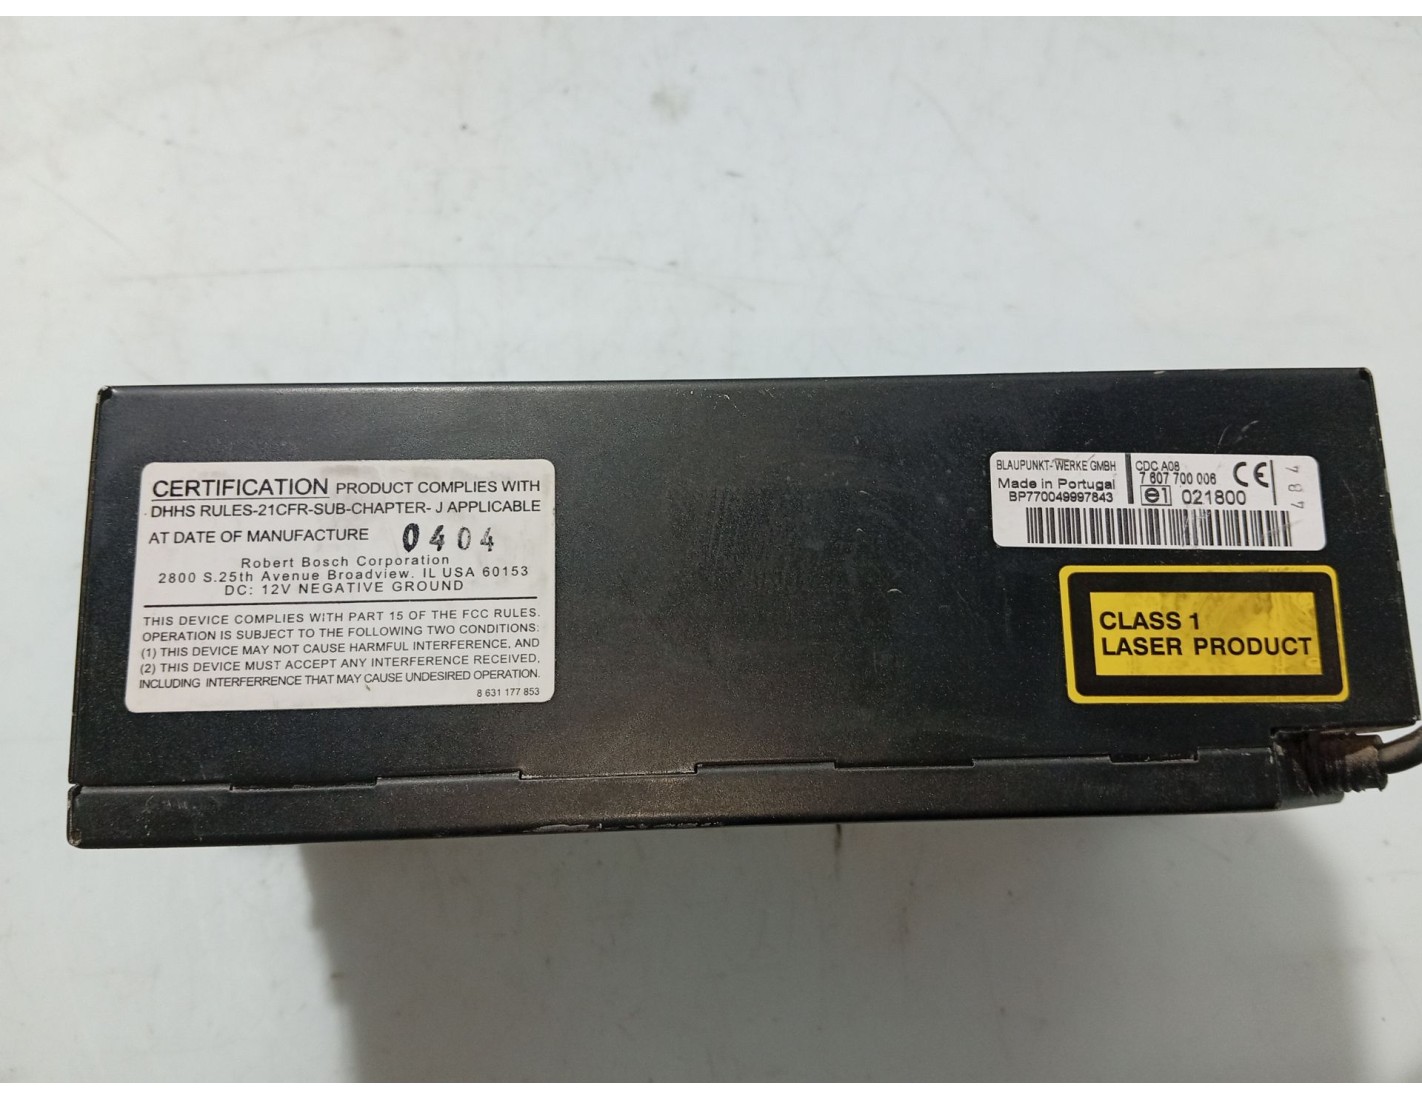 CERTIFICATION PRODUCT COMPLIES WITH
DHHS RULES-21CFR-SUB-CHAPTER- J APPLICABLE
AT DATE OF MANUFACTURE 0404
Robert Bosch Corporation
2800 S.25th Avenue Broadview, IL USA 60153
DC: 12V NEGATIVE GROUND
THIS DEVICE COMPLIES WITH PART 15 OF THE FCC RULES.
OPERATION IS SUBJECT TO THE FOLLOWING TWO CONDITIONS:
(1) THIS DEVICE MAY NOT CAUSE HARMFUL INTERFERENCE, AND
(2) THIS DEVICE MUST ACCEPT ANY INTERFERENCE RECEIVED,
INCLUDING INTERFERRENCE THAT MAY CAUSE UNDESIRED OPERATION.
8 631 177 853
BLAUPUNKT-WERKE GMBH
Made in Portugal
BP770049997843
CDC A08
7 607 700 006
CE
e1 021800
484
CLASS 1
LASER PRODUCT